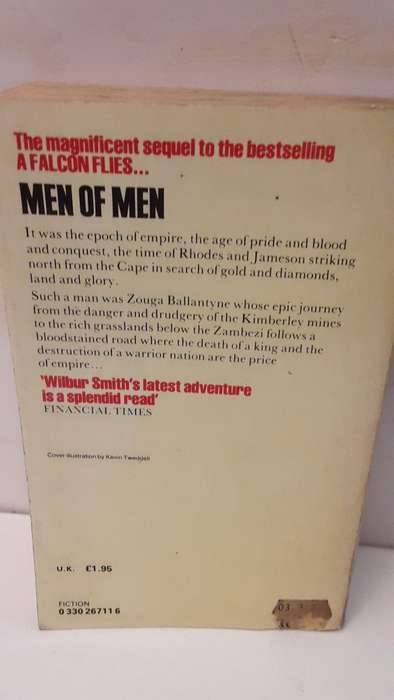 The magnificent sequel to the bestselling
A FALCON FLIES...
MEN OF MEN
It was the epoch of empire, the age of pride and blood
and conquest, the time of Rhodes and Jameson striking
north from the Cape in search of gold and diamonds,
land and glory.
Such a man was Zouga Ballantyne whose epic journey
from the danger and drudgery of the Kimberley mines
to the rich grasslands below the Zambezi follows a
bloodstained road where the death of a king and the
destruction of a warrior nation are the price
of empire...
'Wilbur Smith's latest adventure
is a splendid read'
FINANCIAL TIMES
Cover illustration by Kevin Tweddell
U.K. £1.95
FICTION
0 330 26711 6
03